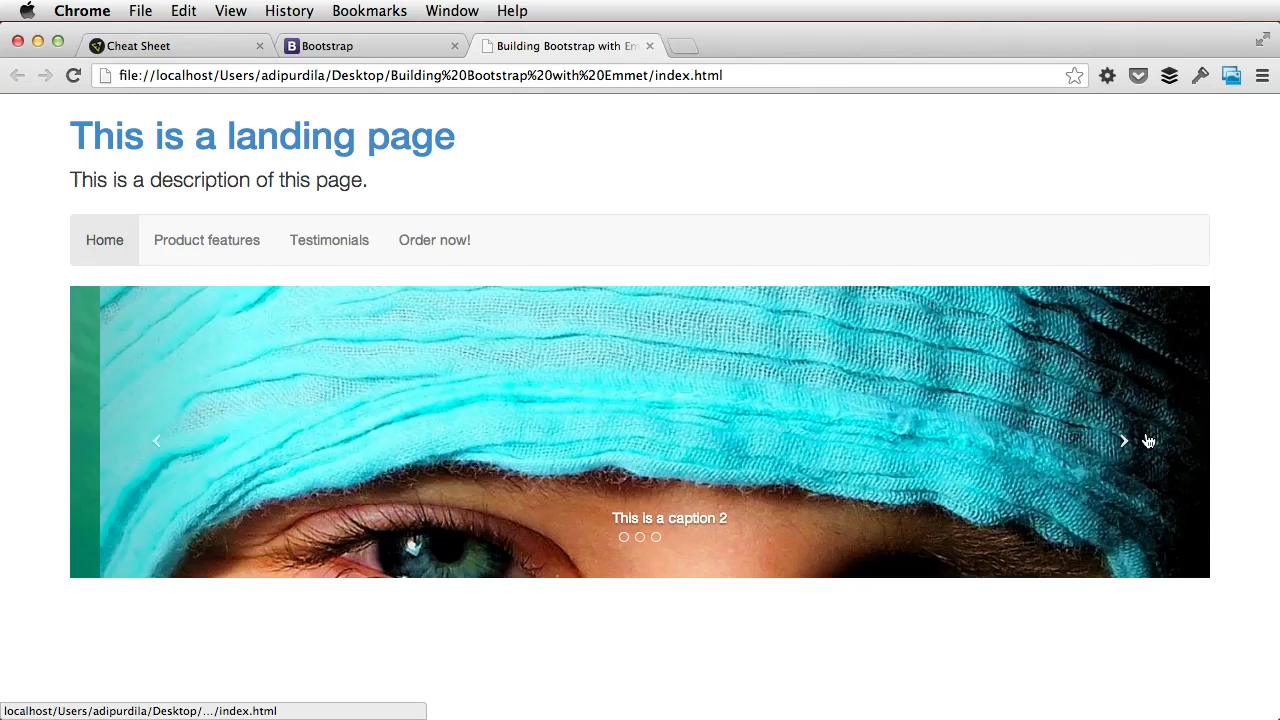 Chrome File Edit View History Bookmarks Window Help
Cheat Sheet
Bootstrap
Building Bootstrap with Em
file://localhost/Users/adipurdila/Desktop/Building%20Bootstrap%20with%20Emmet/index.html
This is a landing page
This is a description of this page.
Home Product features Testimonials Order now!
This is a caption 2
localhost/Users/adipurdila/Desktop/.../index.html